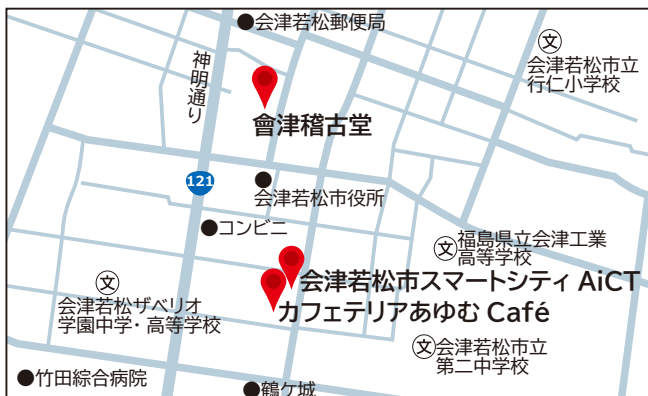 会津若松郵便局
文
会津若松市立
行仁小学校
神明通り
會津稽古堂
121
会津若松市役所
コンビニ
文
福島県立会津工業
高等学校
会津若松市スマートシティ AiCT
カフェテリアあゆむ Café
文
会津若松ザベリオ
学園中学・高等学校
文
会津若松市立
第二中学校
竹田綜合病院
鶴ケ城